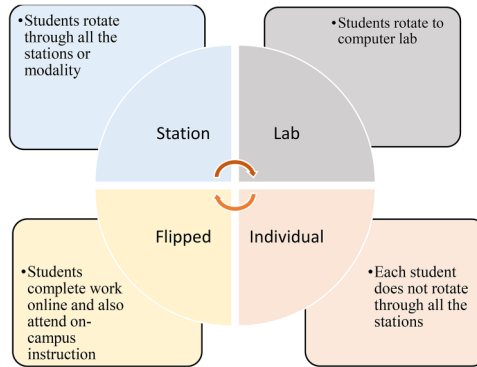 •Students rotate
through all the
stations or
modality
•Students rotate to
computer lab
Station
Lab
Flipped
Individual
•Students
complete work
online and also
attend on-
campus
instruction
•Each student
does not rotate
through all the
stations